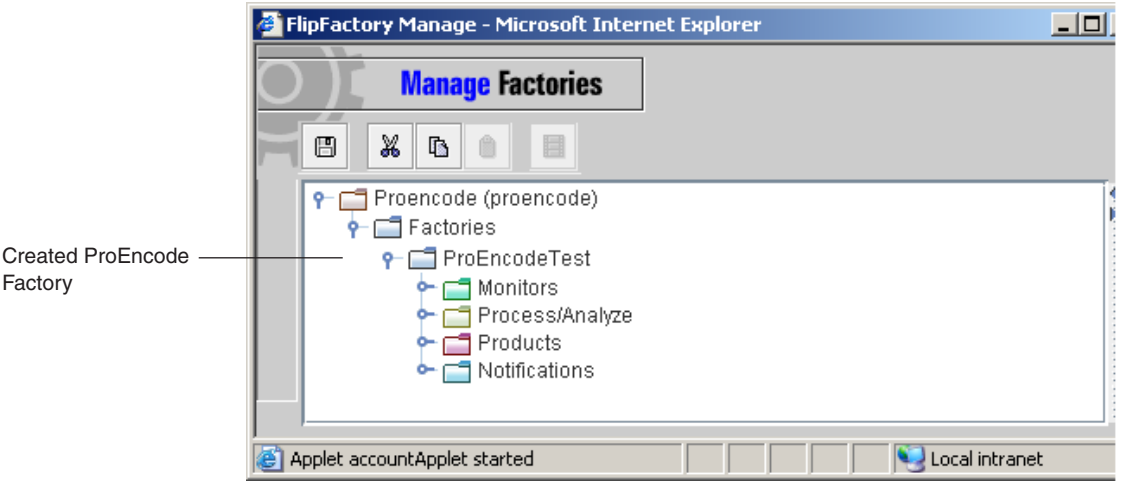 FlipFactory Manage - Microsoft Internet Explorer
Manage Factories
Proencode (proencode)
Factories
Created ProEncode
Factory
ProEncodeTest
Monitors
Process/Analyze
Products
Notifications
Applet accountApplet started
Local intranet